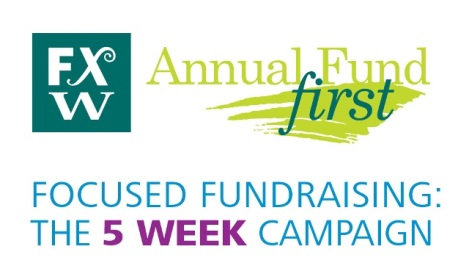 FXW
Annual Fund
first
FOCUSED FUNDRAISING:
THE 5 WEEK CAMPAIGN